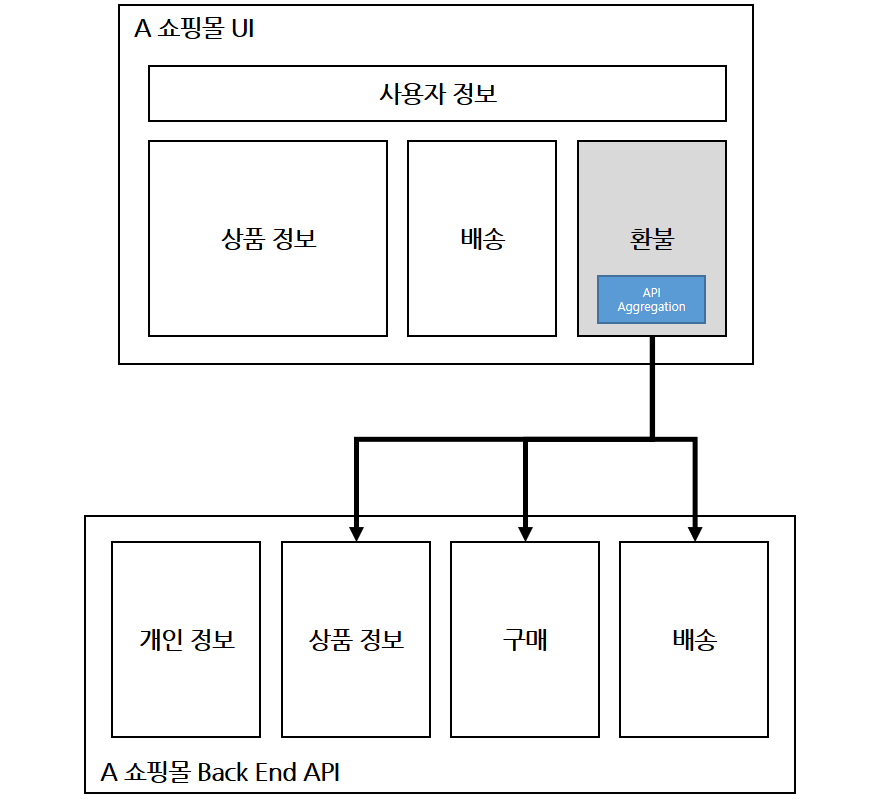 A 쇼핑몰 UI
사용자 정보
상품 정보
배송
환불
API
Aggregation
개인 정보
상품 정보
구매
배송
A 쇼핑몰 Back End API